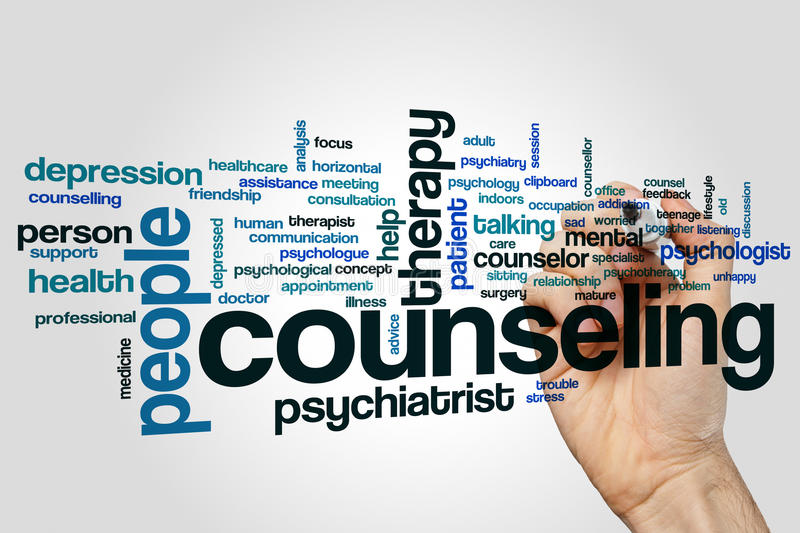 depression
counselling
person
support
health
professional
medicine
people
healthcare
friendship
depressed
doctor
analysis
focus
horizontal
assistance
meeting
consultation
human
therapist
communication
psychologue
psychological
concept
appointment
illness
help
advice
therapy
patient
adult
psychiatry
session
psychology
clipboard
indoors
occupation
talking
care
counselor
sitting
surgery
counsellor
office
addiction
sad
worried
mental
specialist
psychotherapy
relationship
mature
counsel
feedback
teenage
together
listening
lifestyle
old
discussion
psychologist
problem
unhappy
counseling
psychiatrist
trouble
stress